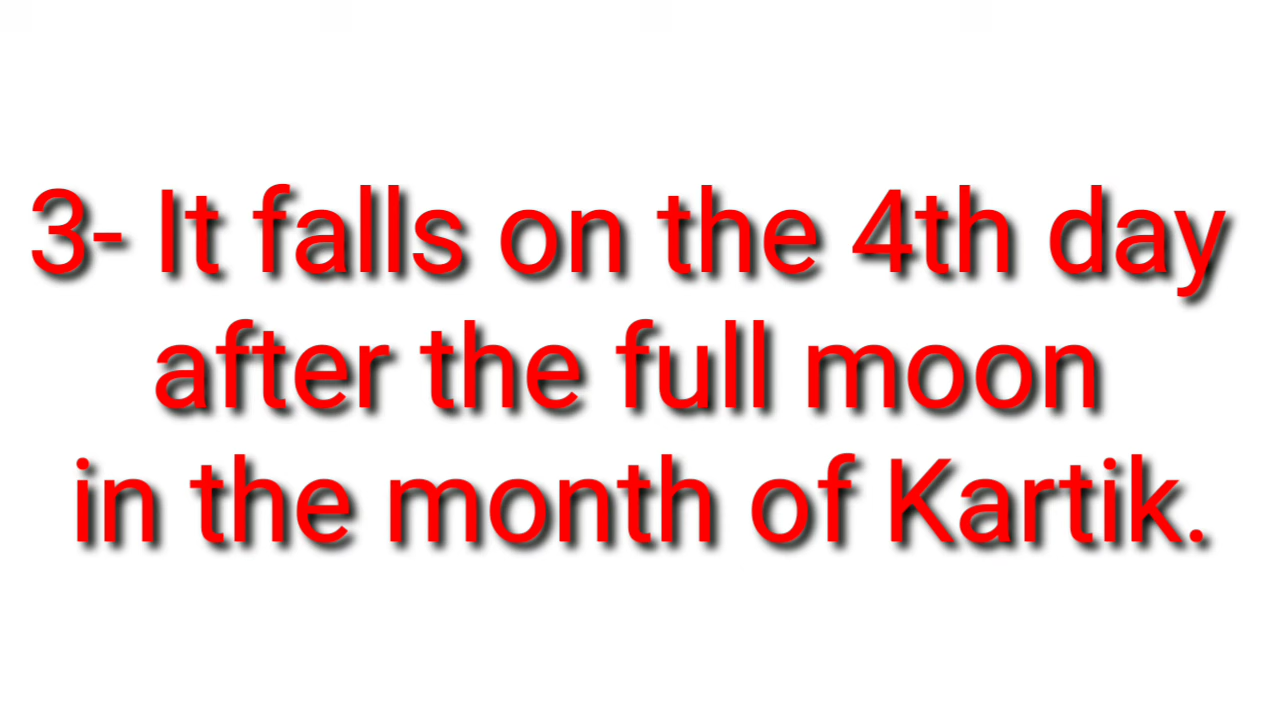 3- It falls on the 4th day
after the full moon
in the month of Kartik.